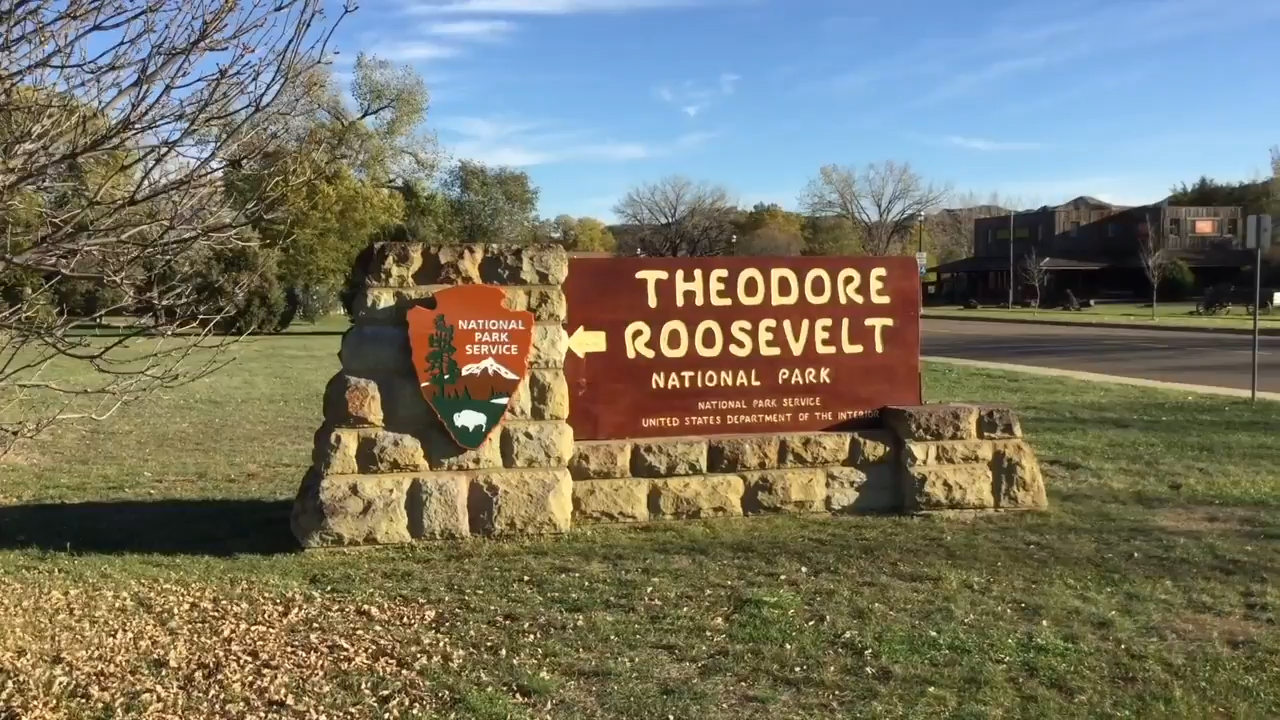 NATIONAL
PARK
SERVICE
THEODORE
ROOSEVELT
NATIONAL PARK
NATIONAL PARK SERVICE
UNITED STATES DEPARTMENT OF THE INTERIOR